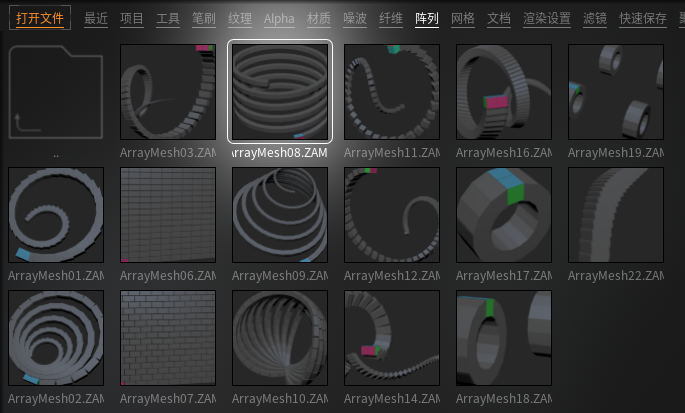 打开文件 最近 项目 工具 笔刷 纹理 Alpha 材质 噪波 纤维 阵列 网格 文档 渲染设置 滤镜 快速保存
.. ArrayMesh03.ZAM ArrayMesh08.ZAM ArrayMesh11.ZAM ArrayMesh16.ZAM ArrayMesh19.ZAM
ArrayMesh01.ZAM ArrayMesh06.ZAM ArrayMesh09.ZAM ArrayMesh12.ZAM ArrayMesh17.ZAM ArrayMesh22.ZAM
ArrayMesh02.ZAM ArrayMesh07.ZAM ArrayMesh10.ZAM ArrayMesh14.ZAM ArrayMesh18.ZAM